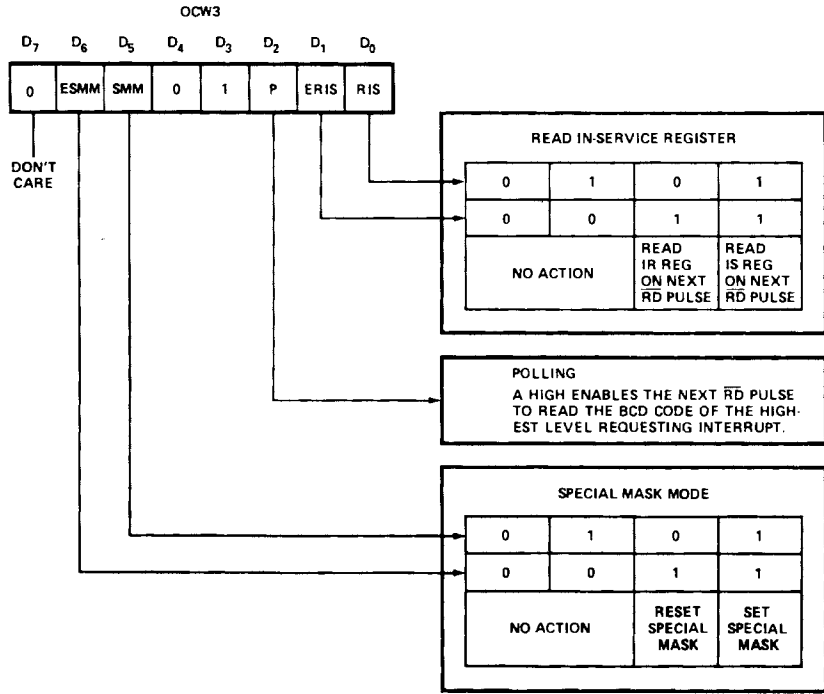 OCW3
D7 D6 D5 D4 D3 D2 D1 D0
0 ESMM SMM 0 1 P ERIS RIS
DON'T
CARE
READ IN-SERVICE REGISTER
0 1 0 1
0 0 1 1
NO ACTION
READ
IR REG
ON NEXT
R̅D̅ PULSE
READ
IS REG
ON NEXT
R̅D̅ PULSE
POLLING
A HIGH ENABLES THE NEXT R̅D̅ PULSE
TO READ THE BCD CODE OF THE HIGH-
EST LEVEL REQUESTING INTERRUPT.
SPECIAL MASK MODE
0 1 0 1
0 0 1 1
NO ACTION
RESET
SPECIAL
MASK
SET
SPECIAL
MASK